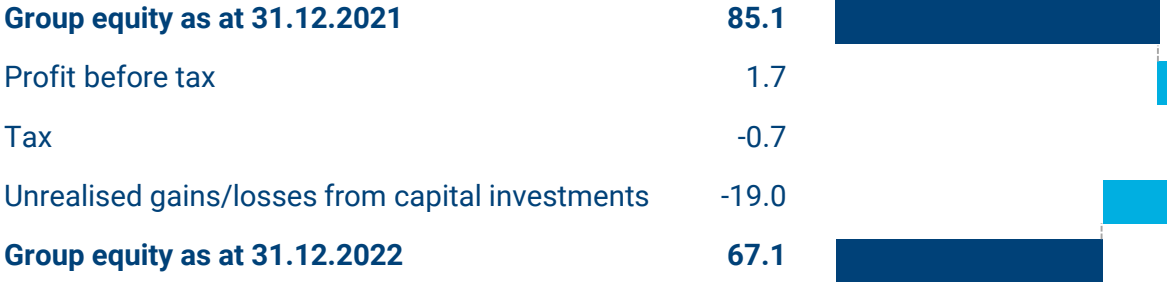 Group equity as at 31.12.2021 85.1
Profit before tax 1.7
Tax -0.7
Unrealised gains/losses from capital investments -19.0
Group equity as at 31.12.2022 67.1